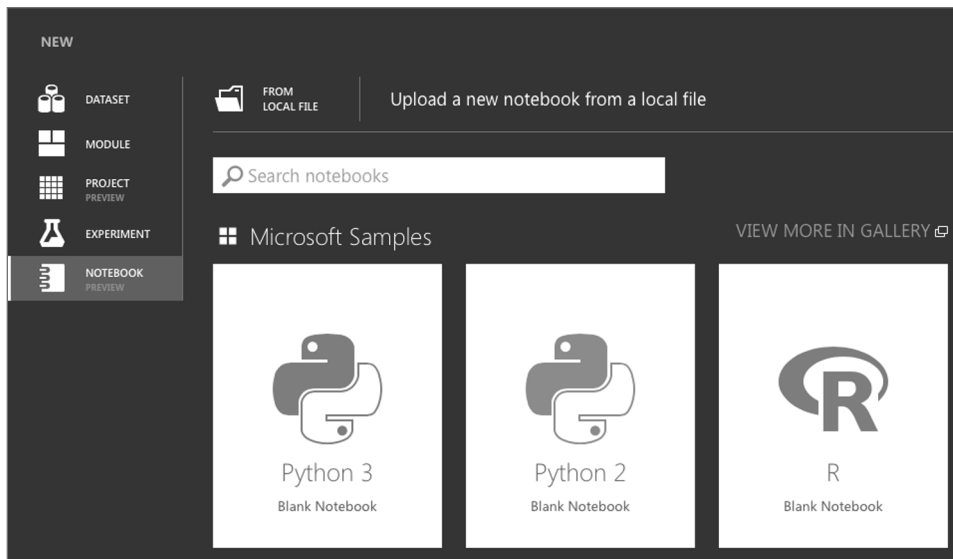 NEW
DATASET
MODULE
PROJECT
PREVIEW
EXPERIMENT
NOTEBOOK
PREVIEW
FROM
LOCAL FILE
Upload a new notebook from a local file
Search notebooks
Microsoft Samples
VIEW MORE IN GALLERY
Python 3
Blank Notebook
Python 2
Blank Notebook
R
R
Blank Notebook